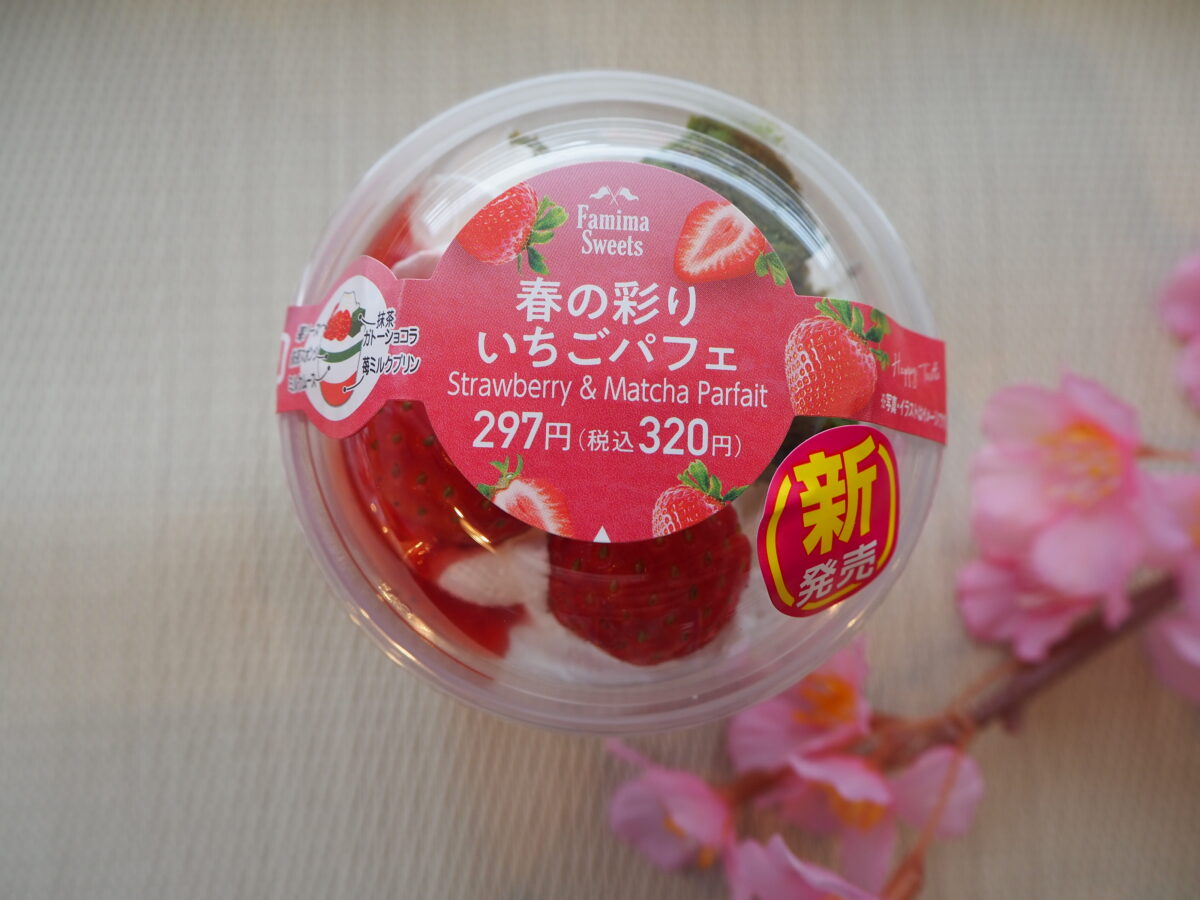 Famima
Sweets
春の彩り
いちごパフェ
Strawberry & Matcha Parfait
297円(税込320円)
抹茶
ガトーショコラ
苺ミルクプリン
Happy
新
発売